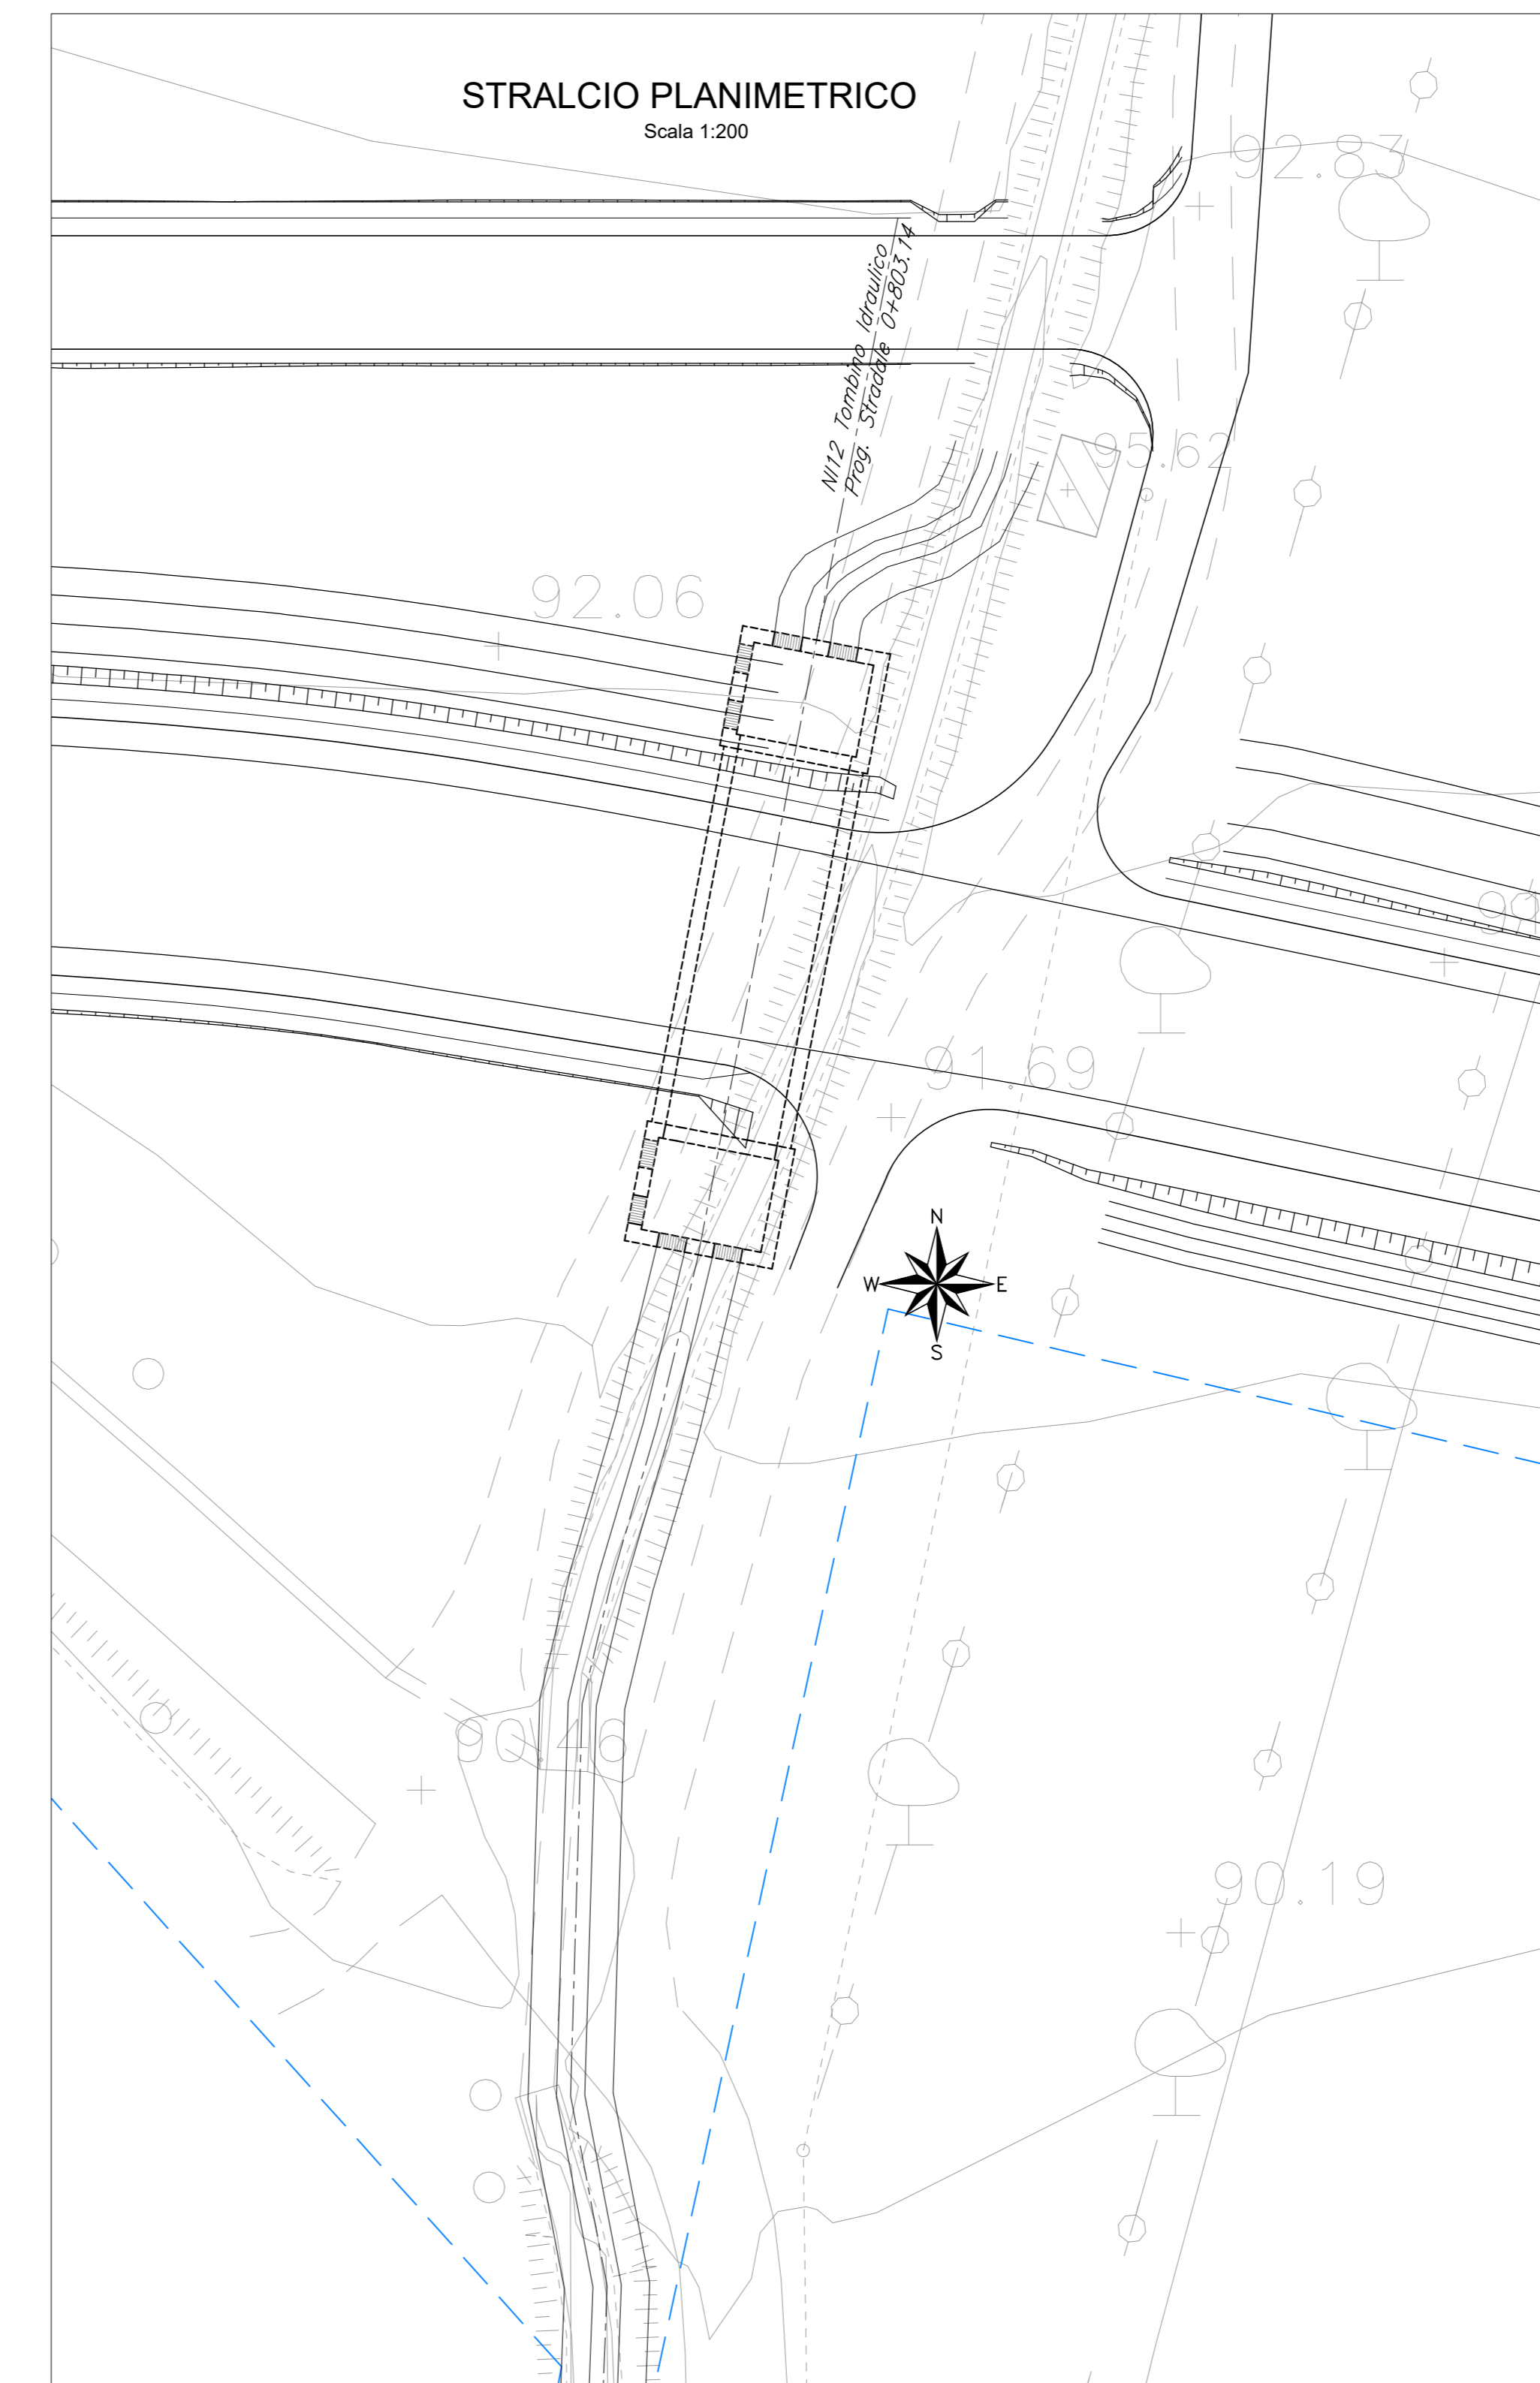 STRALCIO PLANIMETRICO
Scala 1:200
92.83
NI12 Tombino Idraulico
Prog. Stradale 0+803.14
95.62
92.06
91.69
N
W
E
S
90.46
90.19